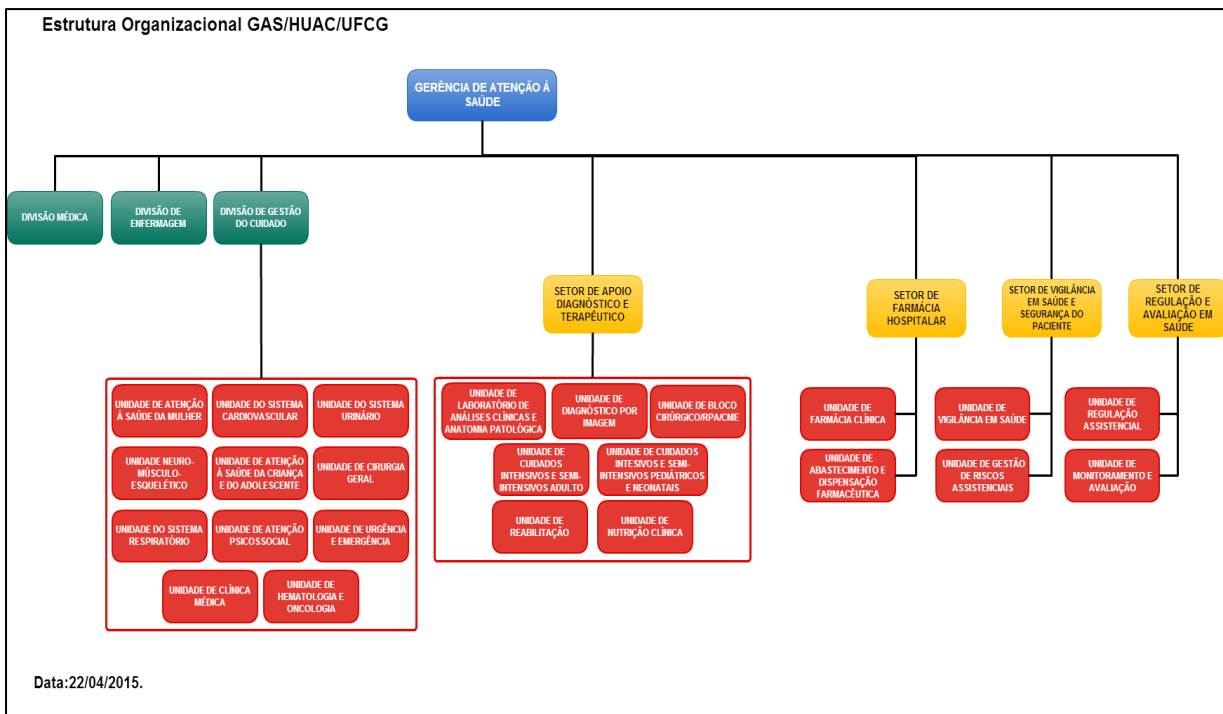 Estrutura Organizacional GAS/HUAC/UFCG
GERÊNCIA DE ATENÇÃO À
SAÚDE
DIVISÃO MÉDICA
DIVISÃO DE
ENFERMAGEM
DIVISÃO DE GESTÃO
DO CUIDADO
SETOR DE APOIO
DIAGNÓSTICO E
TERAPÉUTICO
SETOR DE
FARMÁCIA
HOSPITALAR
SETOR DE VIGILÂNCIA
EM SAÚDE E
SEGURANÇA DO
PACIENTE
SETOR DE
REGULAÇÃO E
AVALIAÇÃO EM
SAÚDE
UNIDADE DE ATENÇÃO
À SAÚDE DA MULHER
UNIDADE DO SISTEMA
CARDIOVASCULAR
UNIDADE DO SISTEMA
URINÁRIO
UNIDADE NEURO-
MÚSCULO-
ESQUELÉTICO
UNIDADE DE ATENÇÃO
À SAÚDE DA CRIANÇA
E DO ADOLESCENTE
UNIDADE DE CIRURGIA
GERAL
UNIDADE DO SISTEMA
RESPIRATÓRIO
UNIDADE DE ATENÇÃO
PSICOSSOCIAL
UNIDADE DE URGÊNCIA
E EMERGÊNCIA
UNIDADE DE CLÍNICA
MÉDICA
UNIDADE DE
HEMATOLOGIA E
ONCOLOGIA
UNIDADE DE
LABORATÓRIO DE
ANÁLISES CLÍNICAS E
ANATOMIA PATOLÓGICA
UNIDADE DE
DIAGNÓSTICO POR
IMAGEM
UNIDADE DE BLOCO
CIRÚRGICO/RPA/CME
UNIDADE DE
CUIDADOS
INTENSIVOS E SEMI-
INTENSIVOS ADULTO
UNIDADE DE CUIDADOS
INTESIVOS E SEMI-
INTENSIVOS PEDIÁTRICOS
E NEONATAIS
UNIDADE DE
REABILITAÇÃO
UNIDADE DE
NUTRIÇÃO CLÍNICA
UNIDADE DE
FARMÁCIA CLÍNICA
UNIDADE DE
ABASTECIMENTO E
DISPENSAÇÃO
FARMACÊUTICA
UNIDADE DE
VIGILÂNCIA EM SAÚDE
UNIDADE DE GESTÃO
DE RISCOS
ASSISTENCIAIS
UNIDADE DE
REGULAÇÃO
ASSISTENCIAL
UNIDADE DE
MONITORAMENTO E
AVALIAÇÃO
Data:22/04/2015.